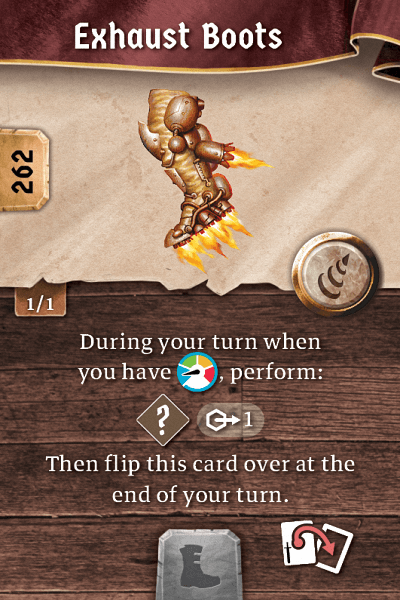 Exhaust Boots
262
1/1
During your turn when
you have , perform:
? 1
Then flip this card over at the
end of your turn.